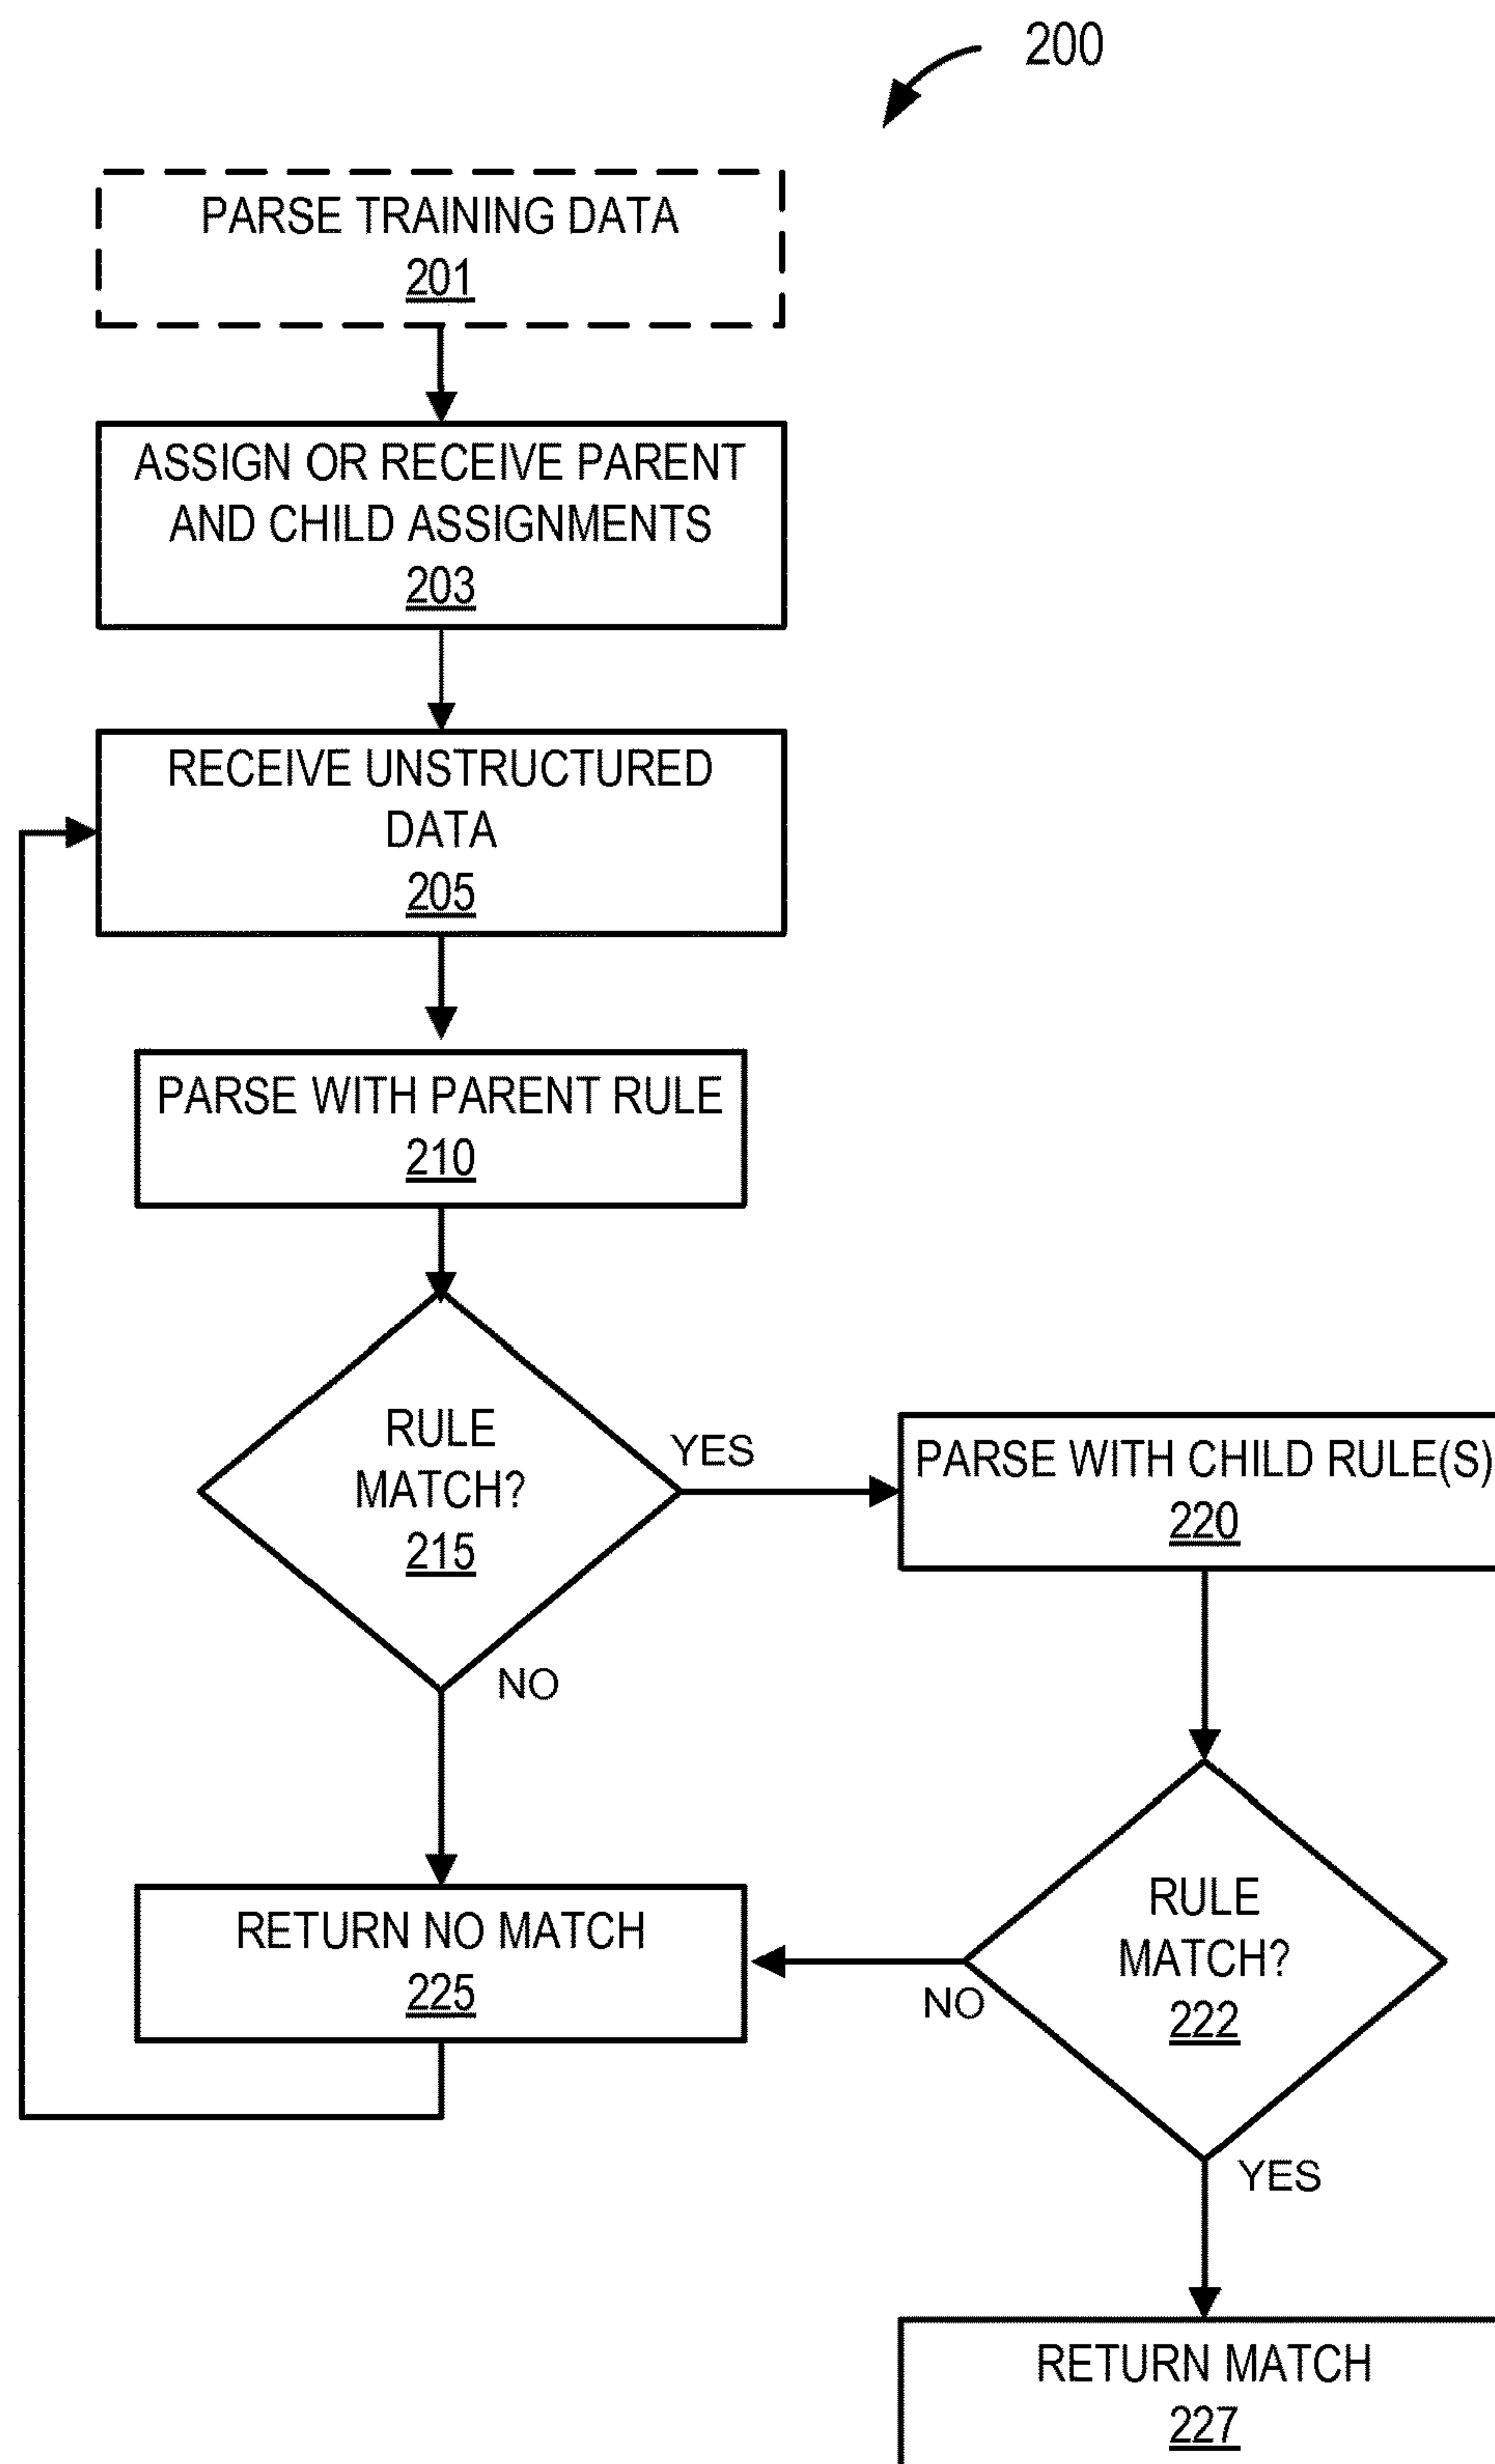 200
PARSE TRAINING DATA
201
ASSIGN OR RECEIVE PARENT
AND CHILD ASSIGNMENTS
203
RECEIVE UNSTRUCTURED
DATA
205
PARSE WITH PARENT RULE
210
RULE
MATCH?
215
YES
NO
PARSE WITH CHILD RULE(S)
220
RULE
MATCH?
222
NO
YES
RETURN NO MATCH
225
RETURN MATCH
227